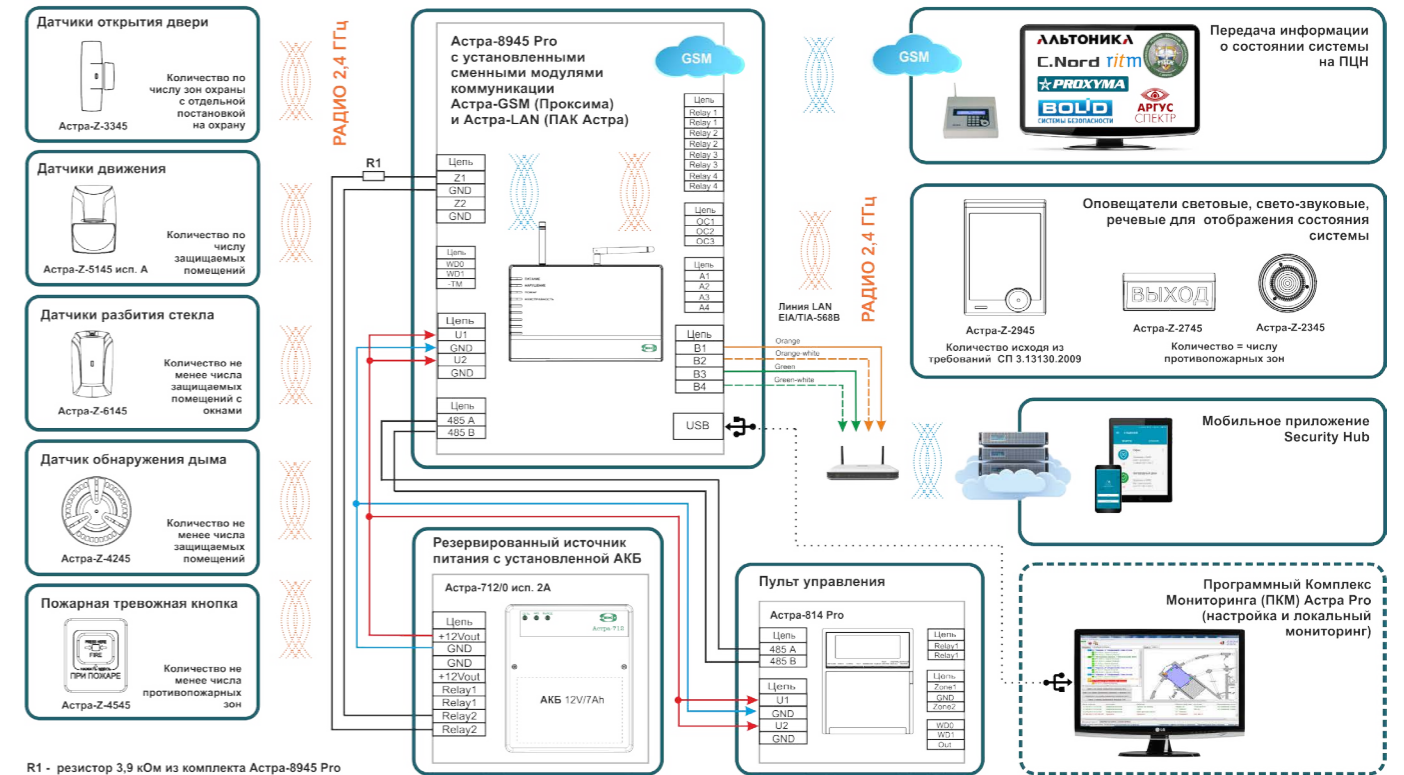 Датчики открытия двери
Количество по
числу зон охраны
с отдельной
постановкой
на охрану
Астра-Z-3345
РАДИО 2,4 ГГц
Датчики движения
Количество по
числу
защищаемых
помещений
Астра-Z-5145 исп. А
Датчики разбития стекла
Количество не
менее числа
защищаемых
помещений с
окнами
Астра-Z-6145
Датчик обнаружения дыма
Количество не
менее числа
защищаемых
помещений
Астра-Z-4245
Пожарная тревожная кнопка
FIRE
ПРИ ПОЖАРЕ
Количество не
менее числа
противопожарных
зон
Астра-Z-4545
R1 - резистор 3,9 кОм из комплекта Астра-8945 Pro
Астра-8945 Pro
с установленными
сменными модулями
коммуникации
Астра-GSM (Проксима)
и Астра-LAN (ПАК Астра)
GSM
R1
Цепь
Z1
GND
Z2
GND
Цепь
WD0
WD1
-TM
Цепь
U1
GND
U2
GND
Цепь
485 A
485 B
Цепь
Relay 1
Relay 1
Relay 2
Relay 2
Relay 3
Relay 3
Relay 4
Relay 4
Цепь
OC1
OC2
OC3
Цепь
A1
A2
A3
A4
Цепь
B1
B2
B3
B4
USB
Линия LAN
EIA/TIA-568B
Orange
Orange-white
Green
Green-white
РАДИО 2,4 ГГц
GSM
АЛЬТОНИКА
C.Nord ritm
PROXYMA
BOLID
СИСТЕМЫ БЕЗОПАСНОСТИ
АРГУС
СПЕКТР
Передача информации
о состоянии системы
на ПЦН
Оповещатели световые, свето-звуковые,
речевые для отображения состояния
системы
ВЫХОД
Астра-Z-2945
Количество исходя из
требований СП 3.13130.2009
Астра-Z-2745
Астра-Z-2345
Количество = числу
противопожарных зон
Мобильное приложение
Security Hub
Резервированный источник
питания с установленной АКБ
Астра-712/0 исп. 2А
Цепь
+12Vout
GND
GND
+12Vout
Relay1
Relay1
Relay2
Relay2
Астра-712
АКБ 12V/7Ah
Пульт управления
Астра-814 Pro
Цепь
485 A
485 B
Цепь
U1
GND
U2
GND
Цепь
Relay1
Relay1
Цепь
Zone1
GND
Zone2
WD0
WD1
Out
Программный Комплекс
Мониторинга (ПКМ) Астра Pro
(настройка и локальный
мониторинг)
LG